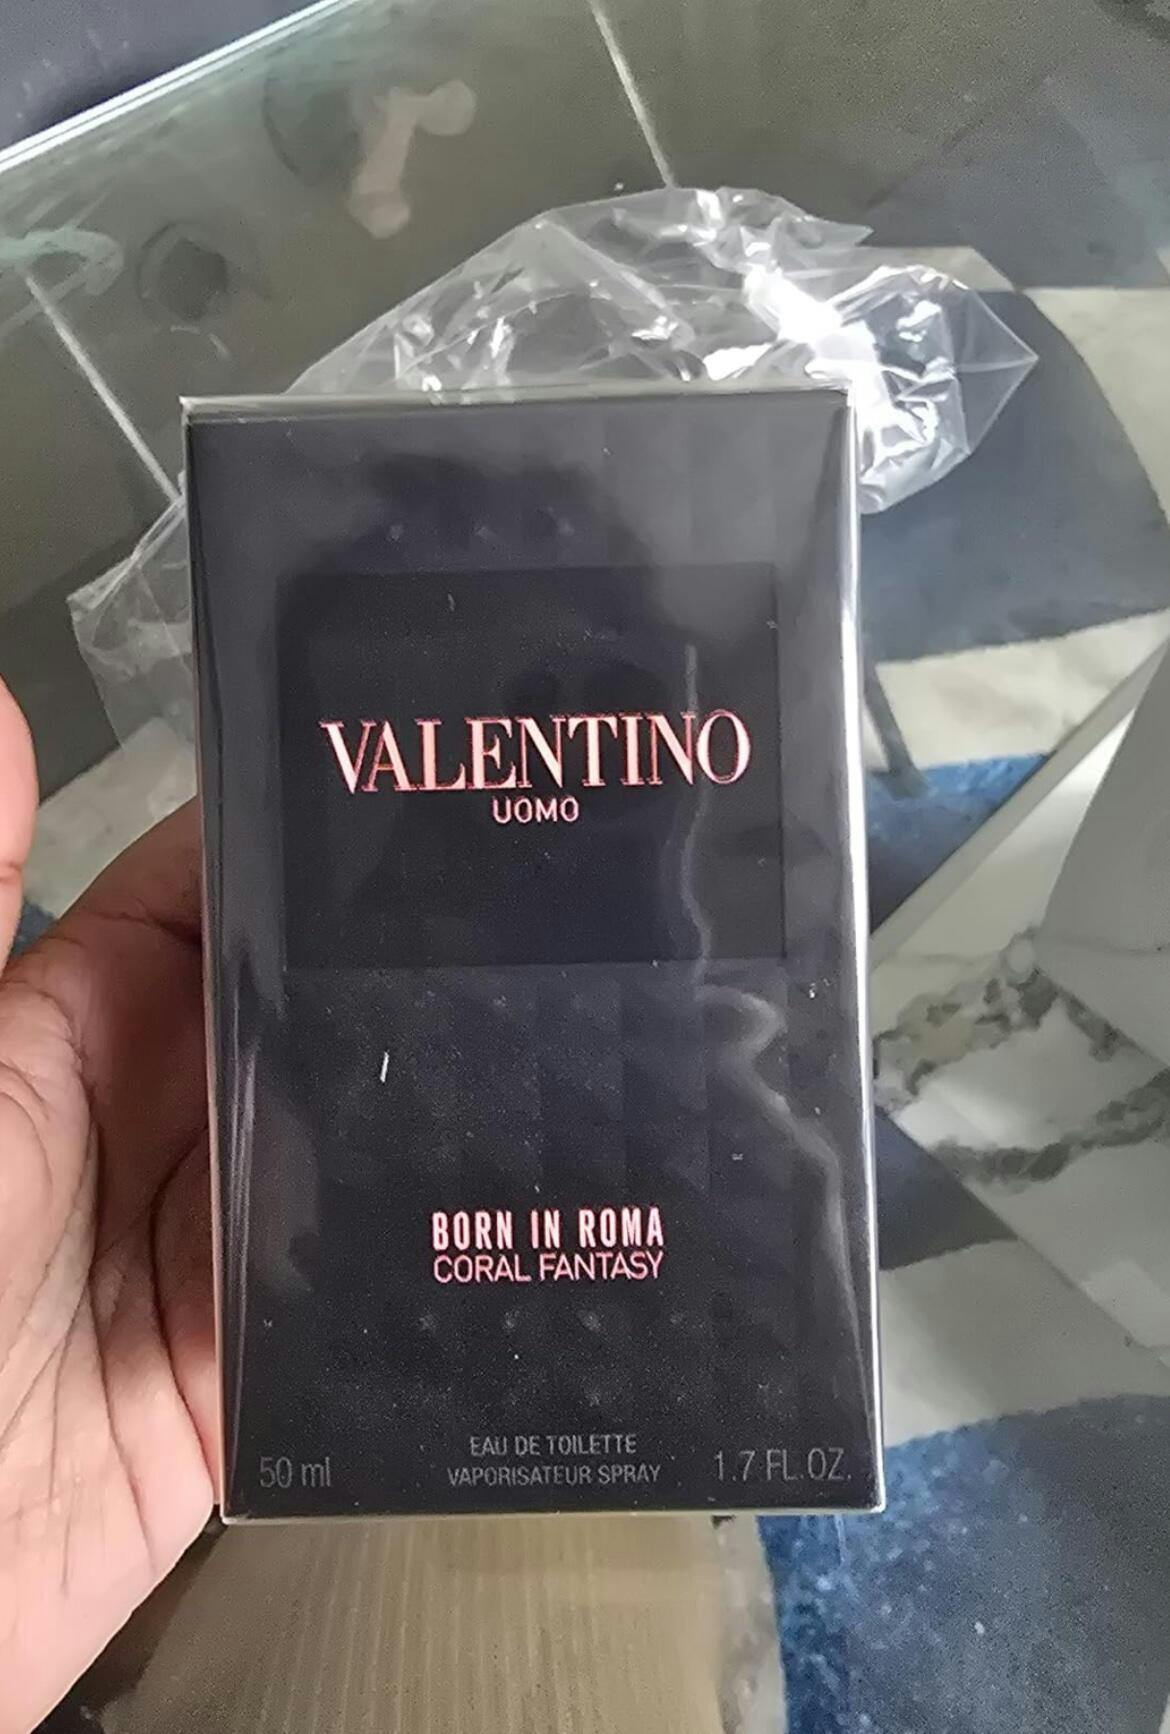 VALENTINO
UOMO
BORN IN ROMA
CORAL FANTASY
EAU DE TOILETTE
50 ml VAPORISATEUR SPRAY 1.7 FL.OZ.